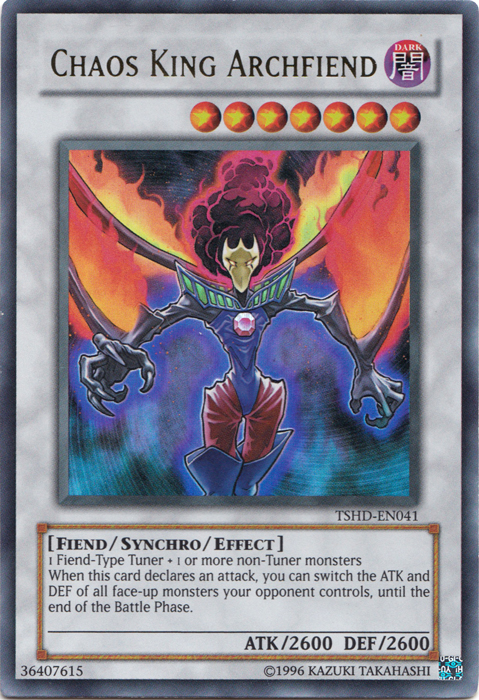 CHAOS KING ARCHFIEND
DARK
闇
TSHD-EN041
[FIEND/SYNCHRO/EFFECT]
1 Fiend-Type Tuner + 1 or more non-Tuner monsters
When this card declares an attack, you can switch the ATK and
DEF of all face-up monsters your opponent controls, until the
end of the Battle Phase.
ATK/2600 DEF/2600
36407615
©1996 KAZUKI TAKAHASHI